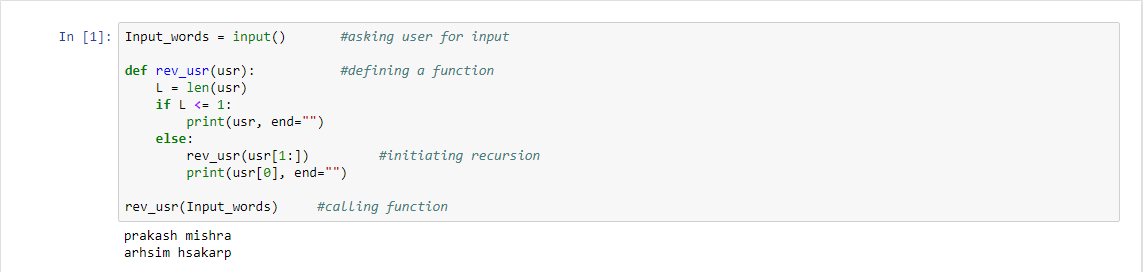 In [1]: Input_words = input()       #asking user for input
def rev_usr(usr):           #defining a function
    L = len(usr)
    if L <= 1:
        print(usr, end="")
    else:
        rev_usr(usr[1:])         #initiating recursion
        print(usr[0], end="")
rev_usr(Input_words)     #calling function
prakash mishra
arhsim hsakarp